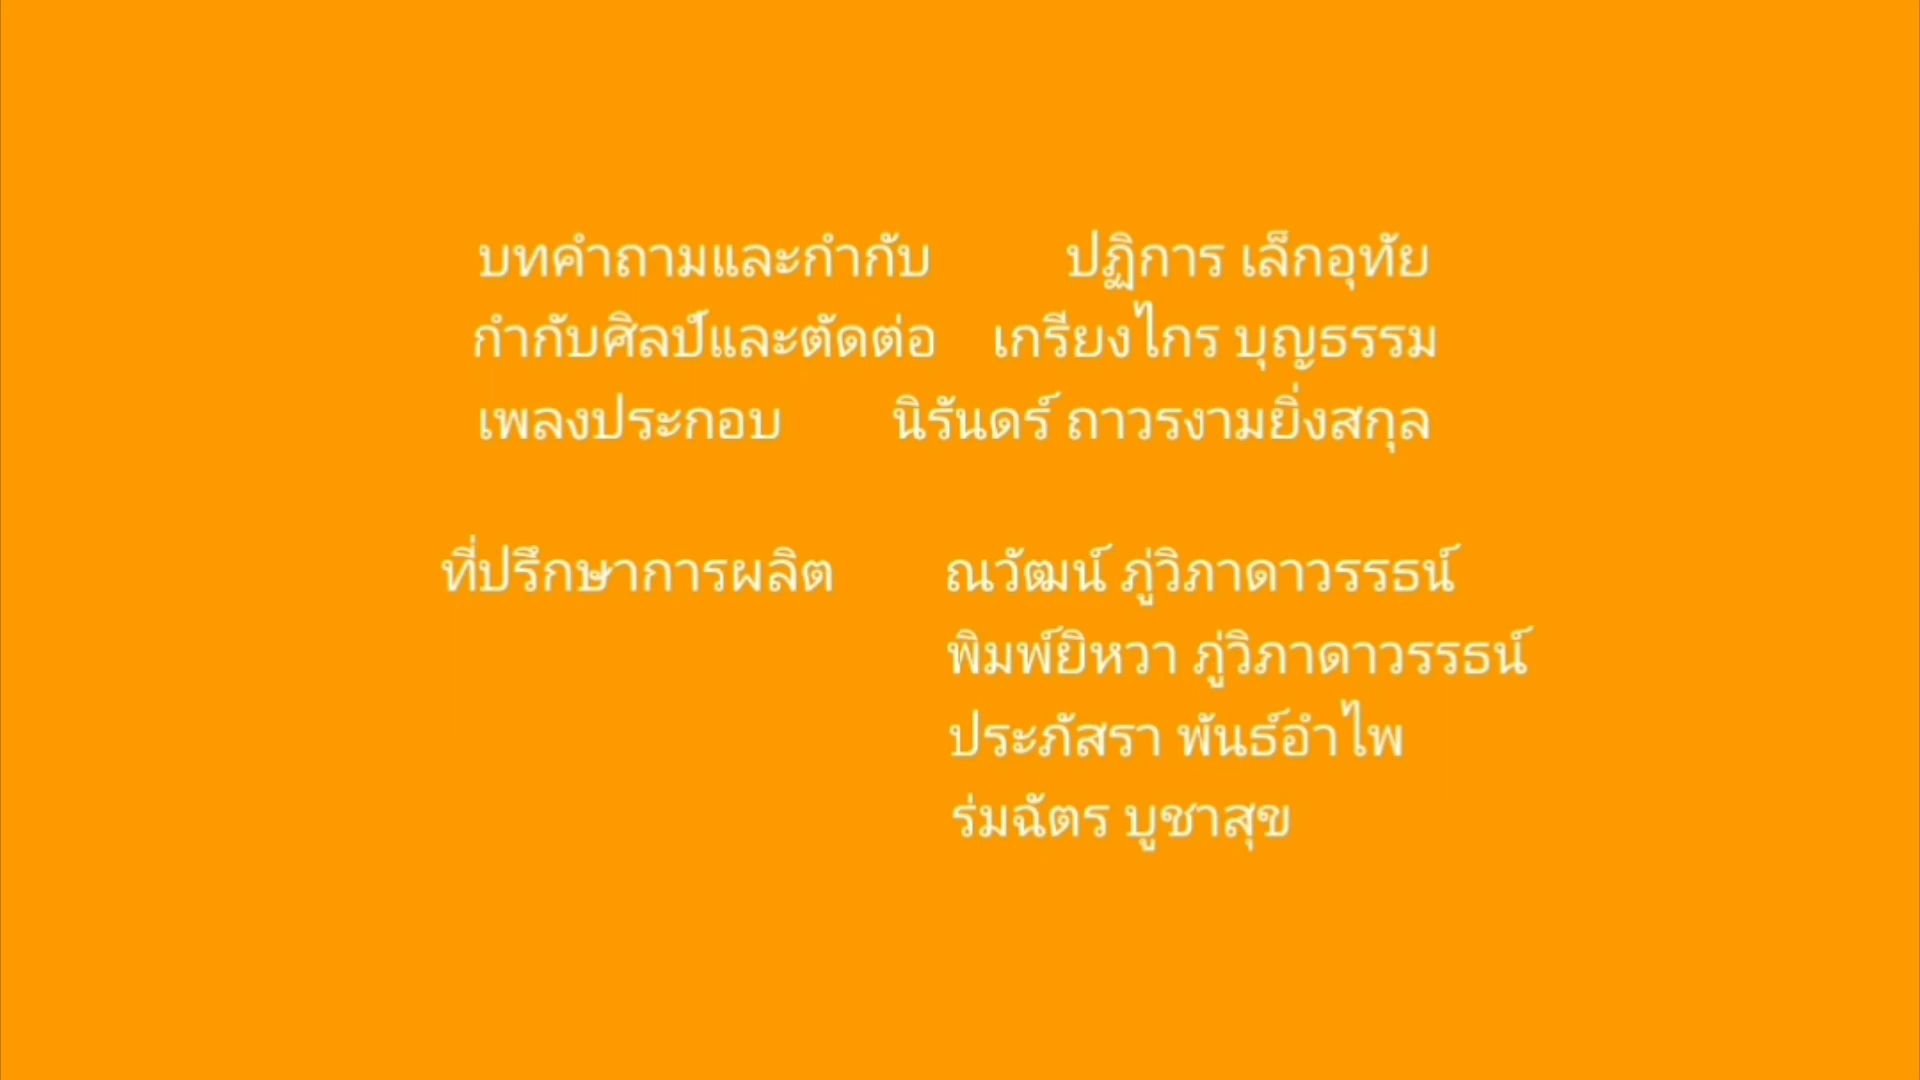 บทคำถามและกำกับ ปฏิการ เล็กอุทัย
กำกับศิลป์และตัดต่อ เกรียงไกร บุญธรรม
เพลงประกอบ นิรันดร์ ถาวรงามยิ่งสกุล
ที่ปรึกษาการผลิต ณวัฒน์ ภู่วิภาดาวรรธน์
พิมพ์ยิหวา ภู่วิภาดาวรรธน์
ประภัสรา พันธ์อำไพ
ร่มฉัตร บูชาสุข